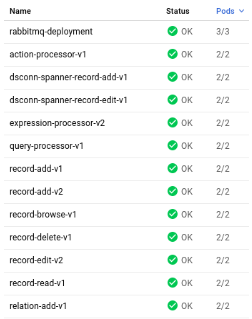 Name Status Pods
rabbitmq-deployment OK 3/3
action-processor-v1 OK 2/2
dsconn-spanner-record-add-v1 OK 2/2
dsconn-spanner-record-edit-v1 OK 2/2
expression-processor-v2 OK 2/2
query-processor-v1 OK 2/2
record-add-v1 OK 2/2
record-add-v2 OK 2/2
record-browse-v1 OK 2/2
record-delete-v1 OK 2/2
record-edit-v2 OK 2/2
record-read-v1 OK 2/2
relation-add-v1 OK 2/2